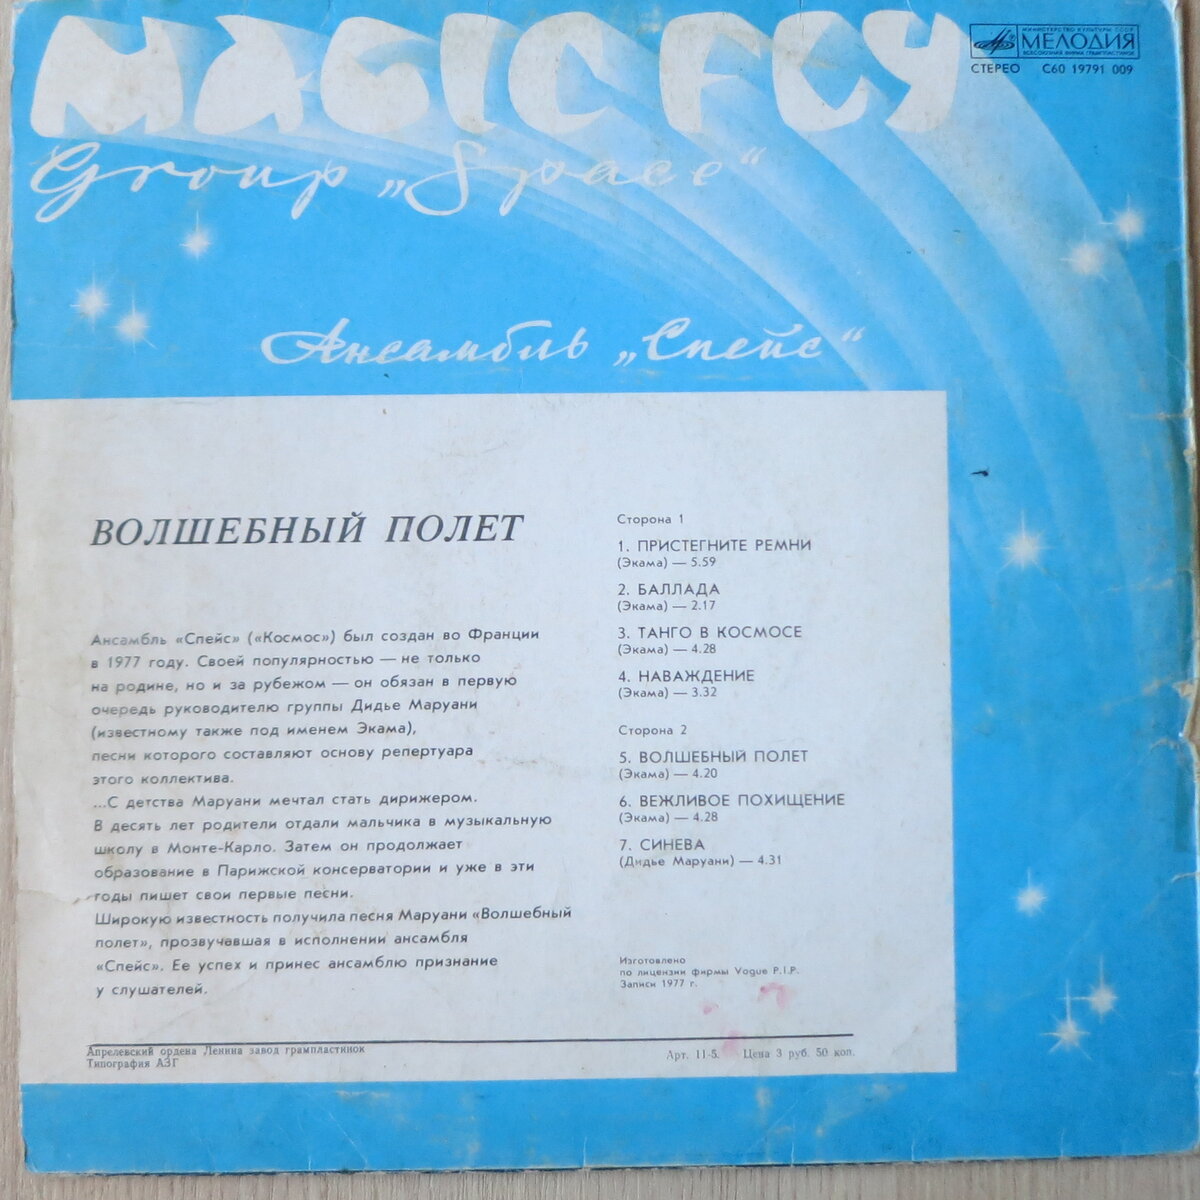 MAGIC FLY
Group „Space“
МИНИСТЕРСТВО КУЛЬТУРЫ СССР
МЕЛОДИЯ
ВСЕСОЮЗНАЯ ФИРМА ГРАМПЛАСТИНОК
СТЕРЕО С60 19791 009
Ансамбль „Спейс“
ВОЛШЕБНЫЙ ПОЛЕТ
Ансамбль «Спейс» («Космос») был создан во Франции
в 1977 году. Своей популярностью — не только
на родине, но и за рубежом — он обязан в первую
очередь руководителю группы Дидье Маруани
(известному также под именем Экама),
песни которого составляют основу репертуара
этого коллектива.
...С детства Маруани мечтал стать дирижером.
В десять лет родители отдали мальчика в музыкальную
школу в Монте-Карло. Затем он продолжает
образование в Парижской консерватории и уже в эти
годы пишет свои первые песни.
Широкую известность получила песня Маруани «Волшебный
полет», прозвучавшая в исполнении ансамбля
«Спейс». Ее успех и принес ансамблю признание
у слушателей.
Сторона 1
1. ПРИСТЕГНИТЕ РЕМНИ
(Экама) — 5.59
2. БАЛЛАДА
(Экама) — 2.17
3. ТАНГО В КОСМОСЕ
(Экама) — 4.28
4. НАВАЖДЕНИЕ
(Экама) — 3.32
Сторона 2
5. ВОЛШЕБНЫЙ ПОЛЕТ
(Экама) — 4.20
6. ВЕЖЛИВОЕ ПОХИЩЕНИЕ
(Экама) — 4.28
7. СИНЕВА
(Дидье Маруани) — 4.31
Изготовлено
по лицензии фирмы Vogue P.I.P.
Записи 1977 г.
Апрелевский ордена Ленина завод грампластинок
Типография АЗГ
Арт. 11-5. Цена 3 руб. 50 коп.